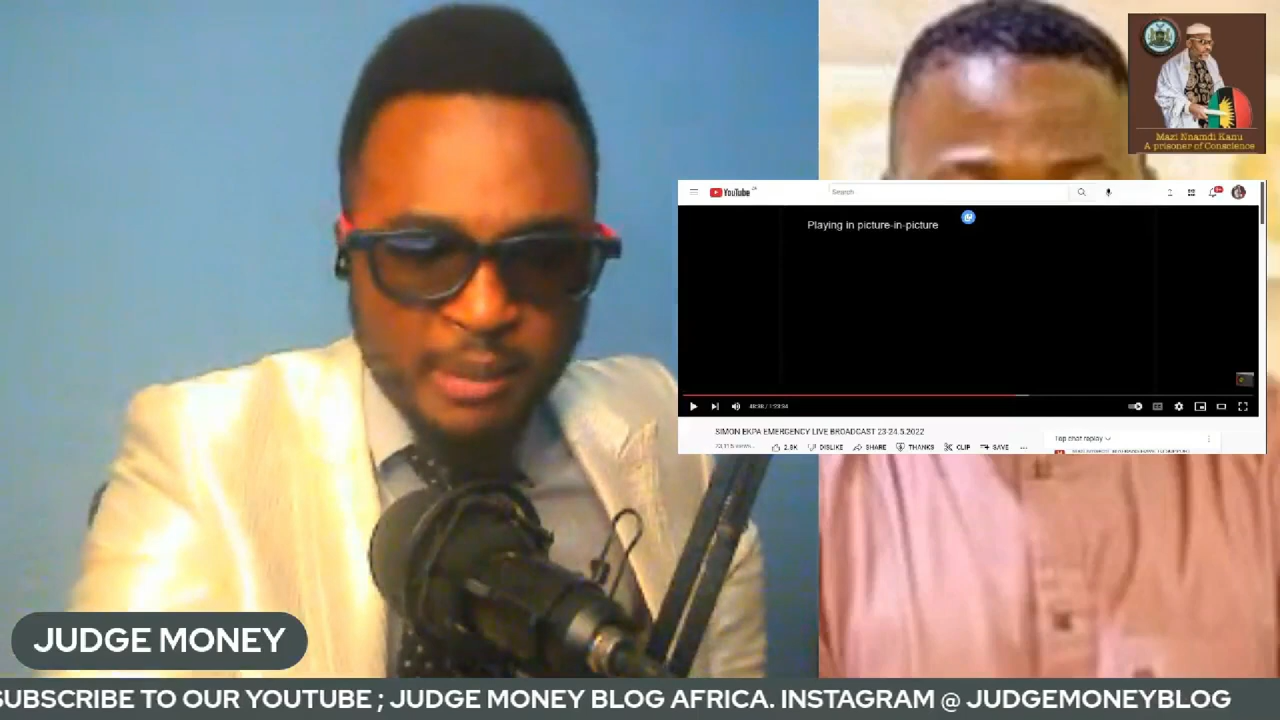 Mazi Nnamdi Kanu
A prisoner of Conscience
YouTube
Search
Playing in picture-in-picture
SIMON EKPA EMERGENCY LIVE BROADCAST 23-24.5.2022
DISLIKE SHARE THANKS CLIP SAVE
Top chat replay
JUDGE MONEY
SUBSCRIBE TO OUR YOUTUBE ; JUDGE MONEY BLOG AFRICA. INSTAGRAM @ JUDGEMONEYBLOG